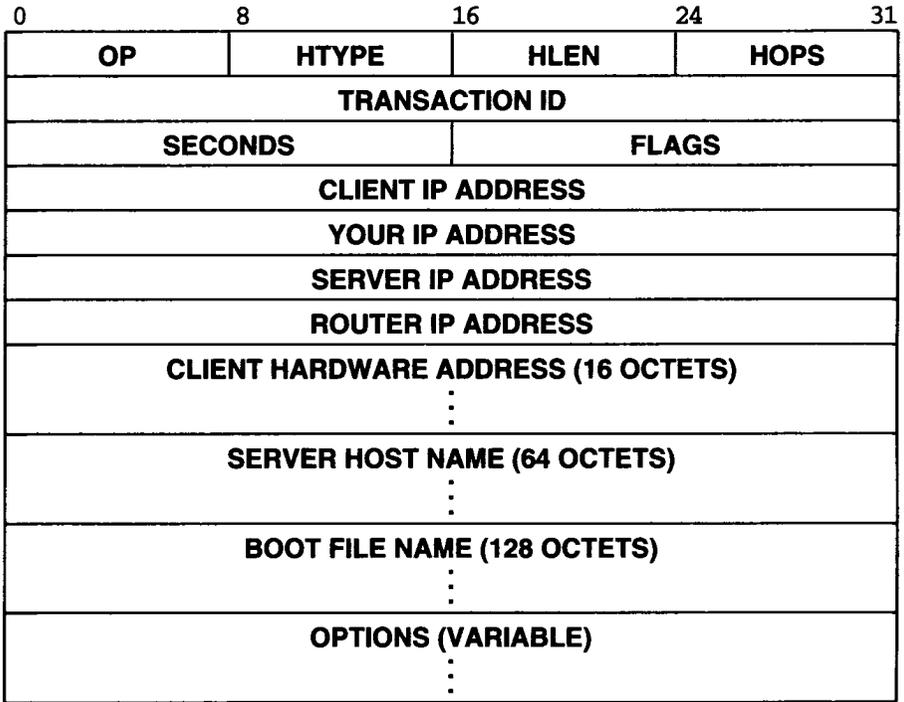 0 8 16 24 31
OP HTYPE HLEN HOPS
TRANSACTION ID
SECONDS FLAGS
CLIENT IP ADDRESS
YOUR IP ADDRESS
SERVER IP ADDRESS
ROUTER IP ADDRESS
CLIENT HARDWARE ADDRESS (16 OCTETS)
SERVER HOST NAME (64 OCTETS)
BOOT FILE NAME (128 OCTETS)
OPTIONS (VARIABLE)